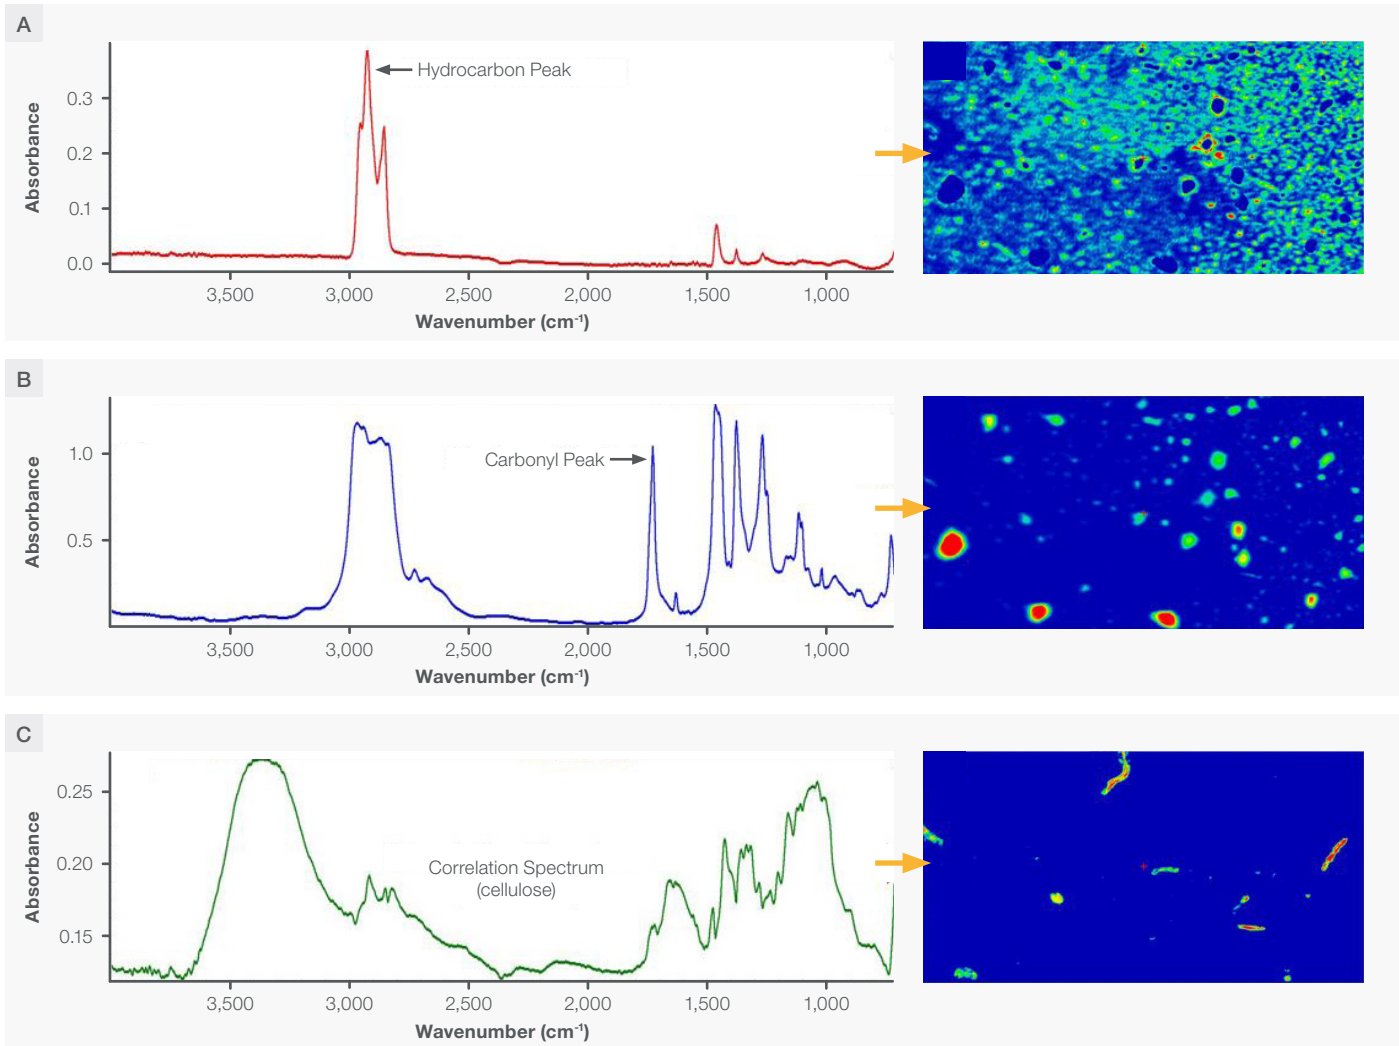 A
Absorbance
0.3
0.2
0.1
0.0
Hydrocarbon Peak
3,500 3,000 2,500 2,000 1,500 1,000
Wavenumber (cm⁻¹)
B
Absorbance
1.0
0.5
Carbonyl Peak
3,500 3,000 2,500 2,000 1,500 1,000
Wavenumber (cm⁻¹)
C
Absorbance
0.25
0.20
0.15
Correlation Spectrum
(cellulose)
3,500 3,000 2,500 2,000 1,500 1,000
Wavenumber (cm⁻¹)